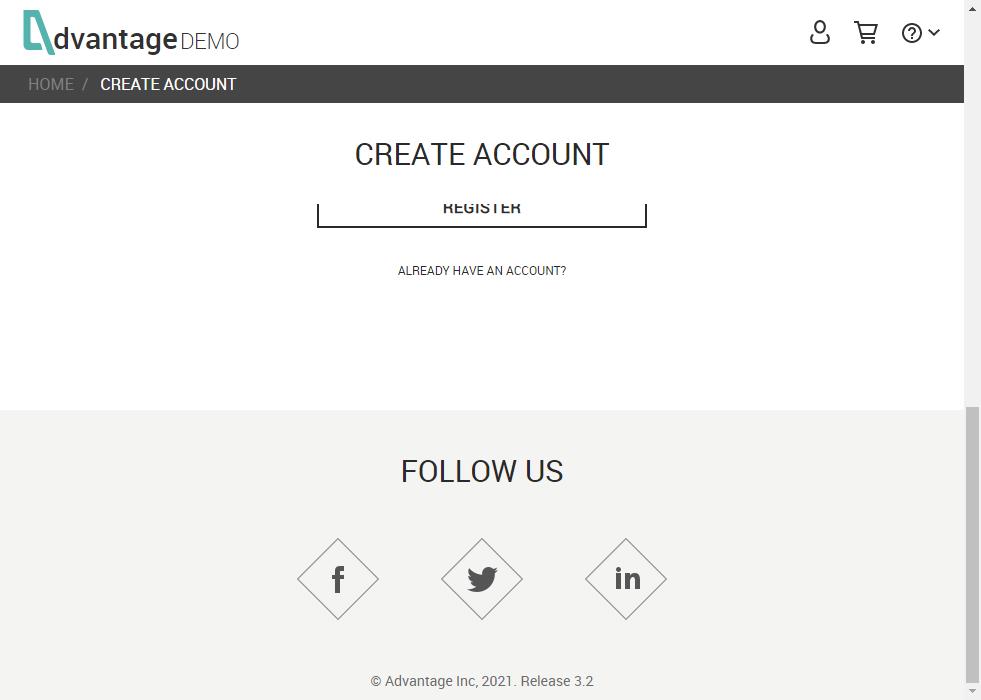 dvantage DEMO
HOME / CREATE ACCOUNT
CREATE ACCOUNT
REGISTER
ALREADY HAVE AN ACCOUNT?
FOLLOW US
f
in
© Advantage Inc, 2021. Release 3.2